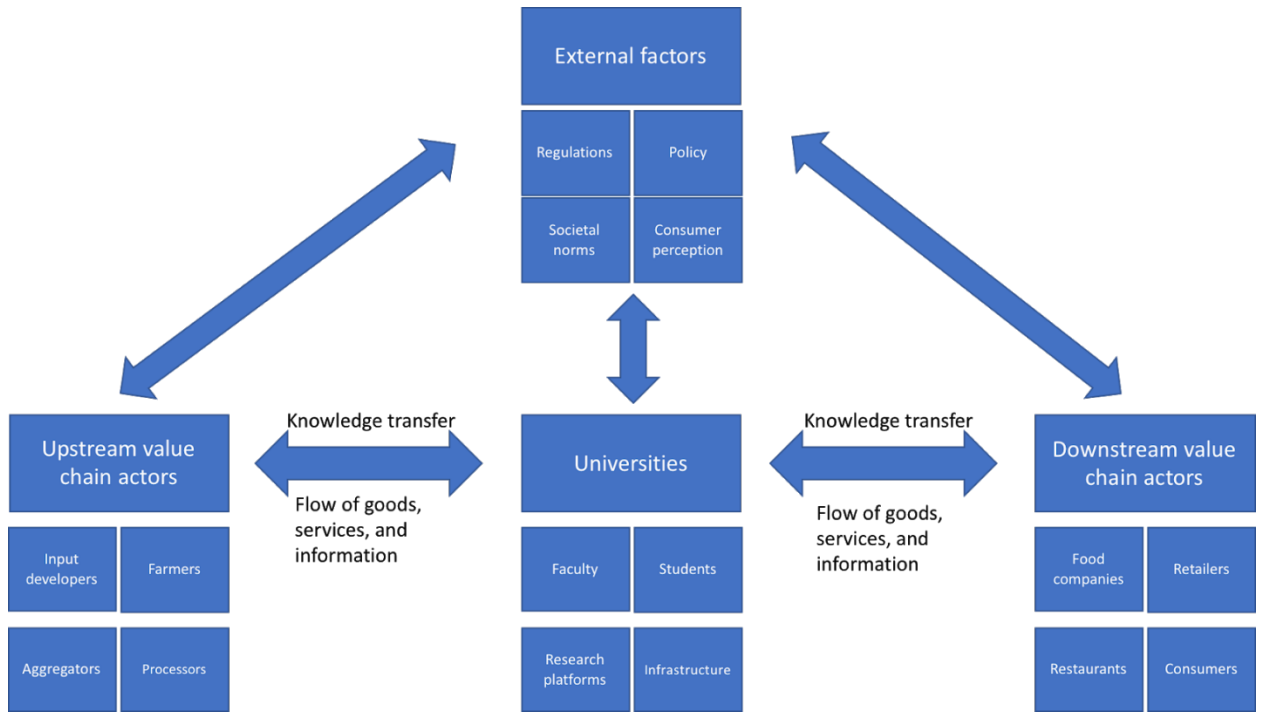 External factors
Regulations
Policy
Societal
norms
Consumer
perception
Upstream value
chain actors
Input
developers
Farmers
Aggregators
Processors
Knowledge transfer
Flow of goods,
services, and
information
Universities
Faculty
Students
Research
platforms
Infrastructure
Knowledge transfer
Flow of goods,
services, and
information
Downstream value
chain actors
Food
companies
Retailers
Restaurants
Consumers